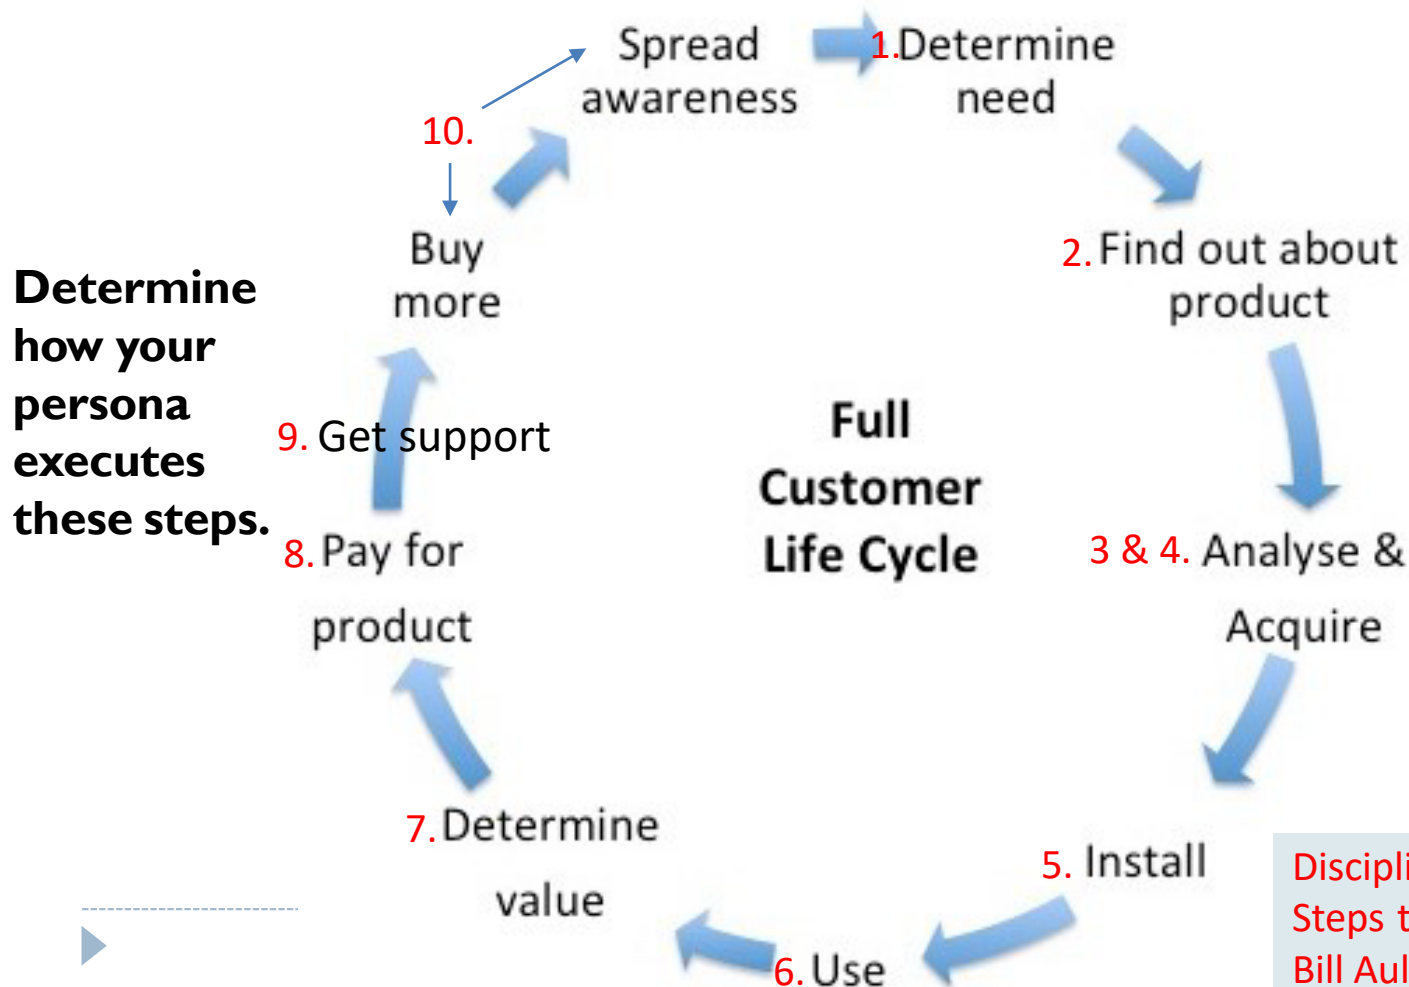 Spread
awareness
1. Determine
need
10.
2. Find out about
product
Buy
more
Determine
how your
persona
executes
these steps.
9. Get support
Full
Customer
Life Cycle
3 & 4. Analyse &
Acquire
8. Pay for
product
7. Determine
value
5. Install
6. Use
Steps
Bill